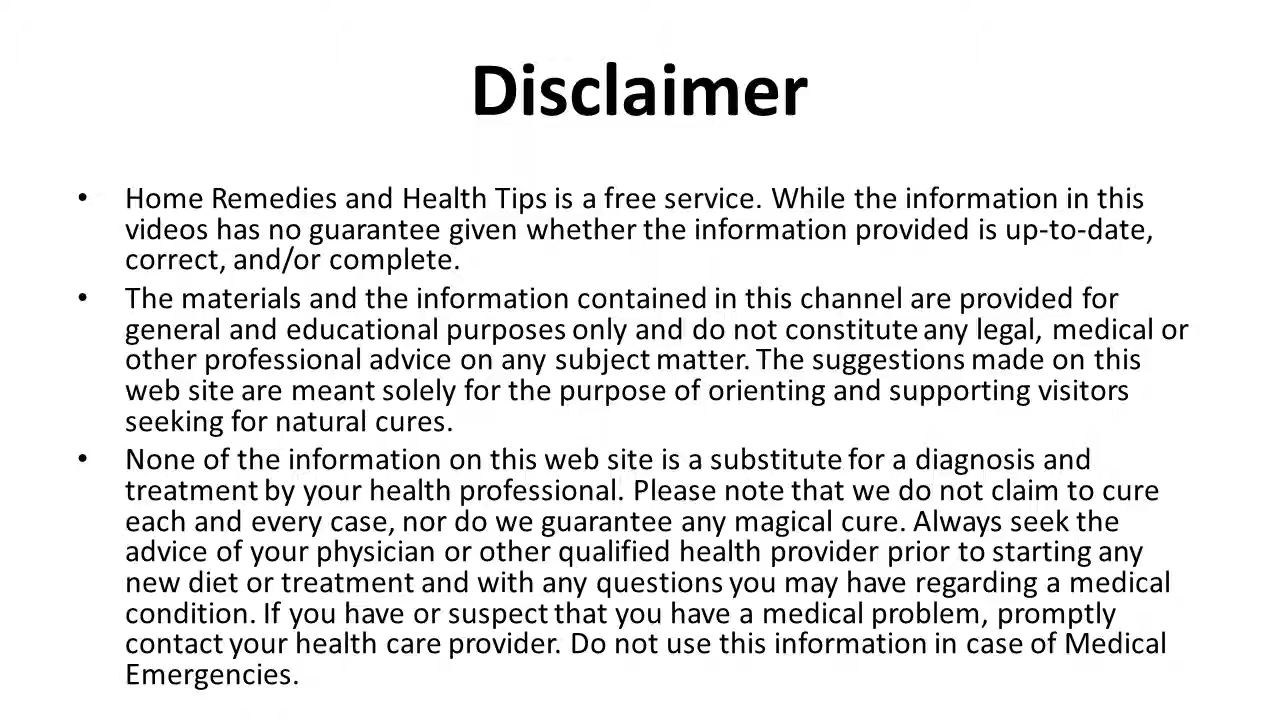 Disclaimer
• Home Remedies and Health Tips is a free service. While the information in this
videos has no guarantee given whether the information provided is up-to-date,
correct, and/or complete.
• The materials and the information contained in this channel are provided for
general and educational purposes only and do not constitute any legal, medical or
other professional advice on any subject matter. The suggestions made on this
web site are meant solely for the purpose of orienting and supporting visitors
seeking for natural cures.
• None of the information on this web site is a substitute for a diagnosis and
treatment by your health professional. Please note that we do not claim to cure
each and every case, nor do we guarantee any magical cure. Always seek the
advice of your physician or other qualified health provider prior to starting any
new diet or treatment and with any questions you may have regarding a medical
condition. If you have or suspect that you have a medical problem, promptly
contact your health care provider. Do not use this information in case of Medical
Emergencies.